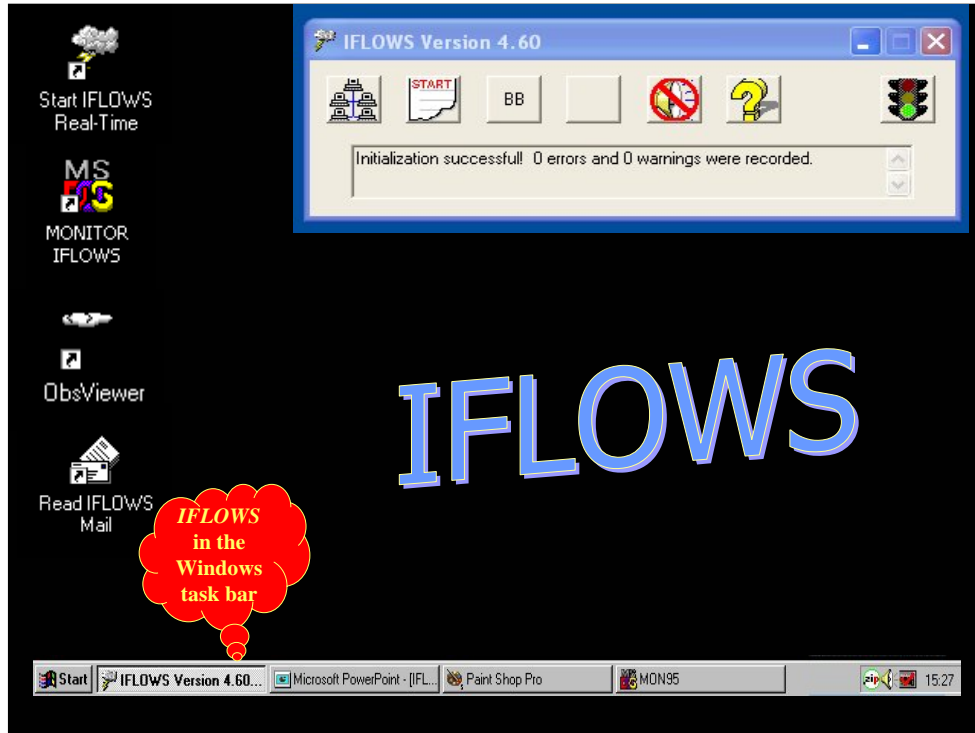 Start IFLOWS
Real-Time
MS
DOS
MONITOR
IFLOWS
ObsViewer
Read IFLOWS
Mail
IFLOWS Version 4.60
START
BB
Initialization successful! 0 errors and 0 warnings were recorded.
IFLOWS
IFLOWS
in the
Windows
task bar
Start
IFLOWS Version 4.60...
Microsoft PowerPoint - [IFL...
Paint Shop Pro
MON95
zip
15:27